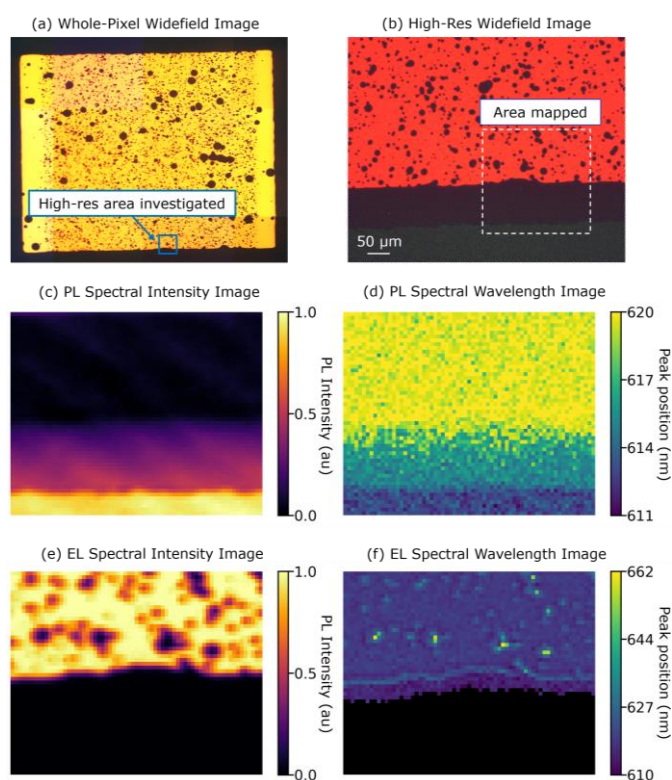 (a) Whole-Pixel Widefield Image
(b) High-Res Widefield Image
High-res area investigated
Area mapped
50 μm
(c) PL Spectral Intensity Image
(d) PL Spectral Wavelength Image
1.0
0.5
0.0
PL Intensity (au)
620
617
614
611
Peak position (nm)
(e) EL Spectral Intensity Image
(f) EL Spectral Wavelength Image
1.0
0.5
0.0
PL Intensity (au)
662
644
627
610
Peak position (nm)